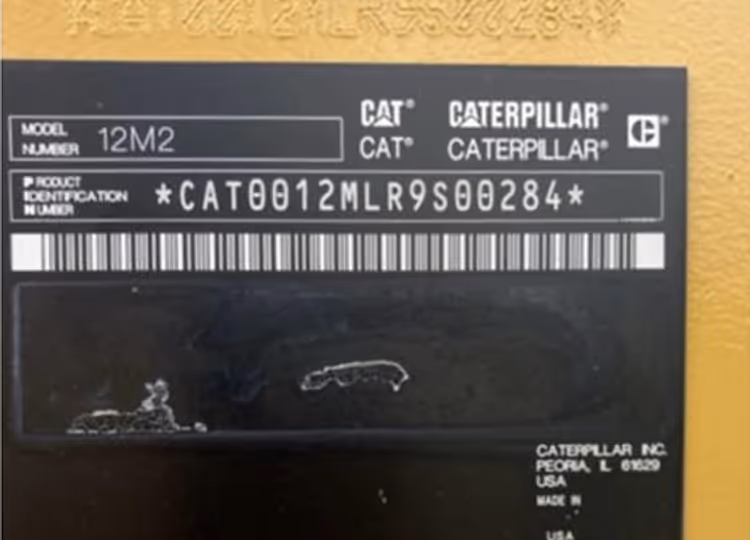 MODEL NUMBER 12M2
CAT® CATERPILLAR®
CAT® CATERPILLAR®
PRODUCT IDENTIFICATION NUMBER *CAT0012MLR9S00284*
CATERPILLAR INC.
PEORIA, IL 61629
USA
MADE IN
USA